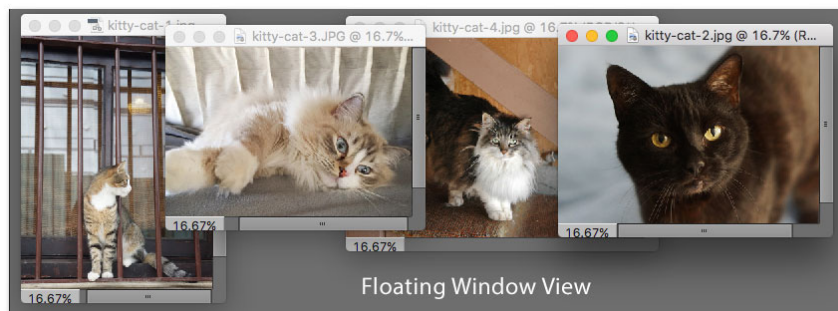 kitty-cat-1.jpg
kitty-cat-3.JPG @ 16.7%...
kitty-cat-4.jpg @ 16.7%
kitty-cat-2.jpg @ 16.7% (R...
16.67%
16.67%
16.67%
16.67%
Floating Window View